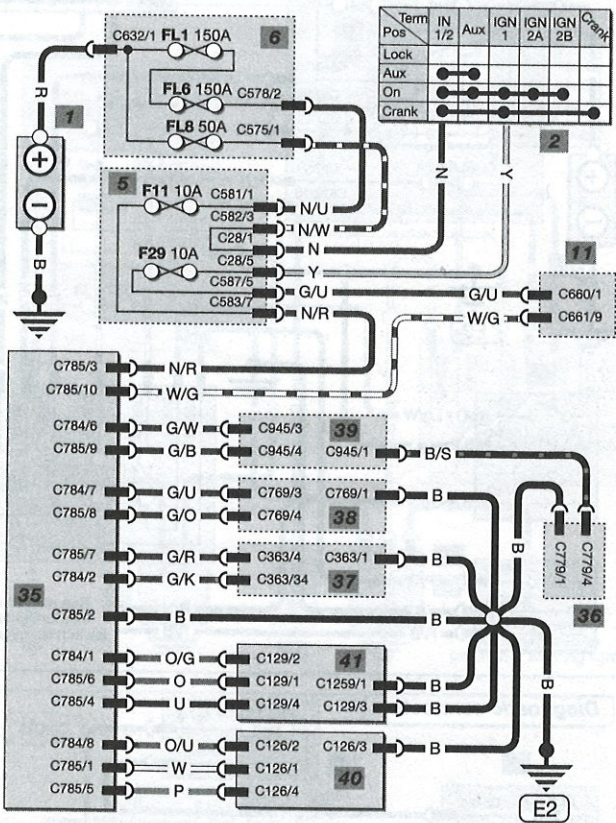 C632/1 FL1 150A
6
FL6 150A
C578/2
FL8 50A
C575/1
R
1
+
−
B
Term
Pos
IN 1/2
Aux
IGN 1
IGN 2A
IGN 2B
Crank
Lock
Aux
On
Crank
2
N
Y
5
F11 10A
C581/1
N/U
C582/3
N/W
C28/1
N
F29 10A
C28/5
Y
C587/5
G/U
G/U
C583/7
N/R
W/G
11
C660/1
C661/9
C785/3 N/R
C785/10 W/G
C784/6 G/W C945/3
39
C785/9 G/B C945/4 C945/1 B/S
C784/7 G/U C769/3 C769/1 B
C785/8 G/O C769/4
38
C785/7 G/R C363/4 C363/1 B
C784/2 G/K C363/34
37
B
C779/1
C779/4
36
35
C785/2 B B
C784/1 O/G C129/2
41
C785/6 O C129/1 C1259/1 B
C785/4 U C129/4 C129/3 B
B
C784/8 O/U C126/2 C126/3 B
C785/1 W C126/1
40
C785/5 P C126/4
E2